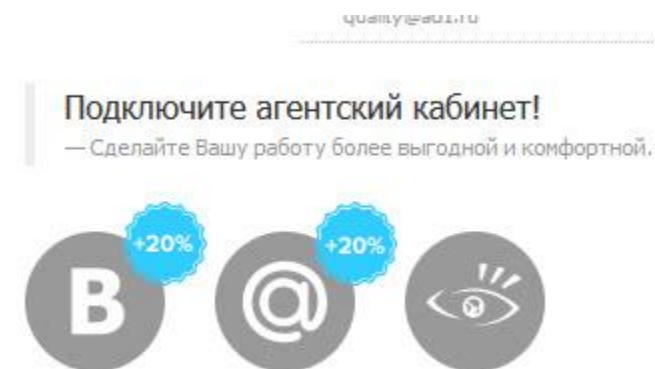 Подключите агентский кабинет!
— Сделайте Вашу работу более выгодной и комфортной.
+20% +20%
В @